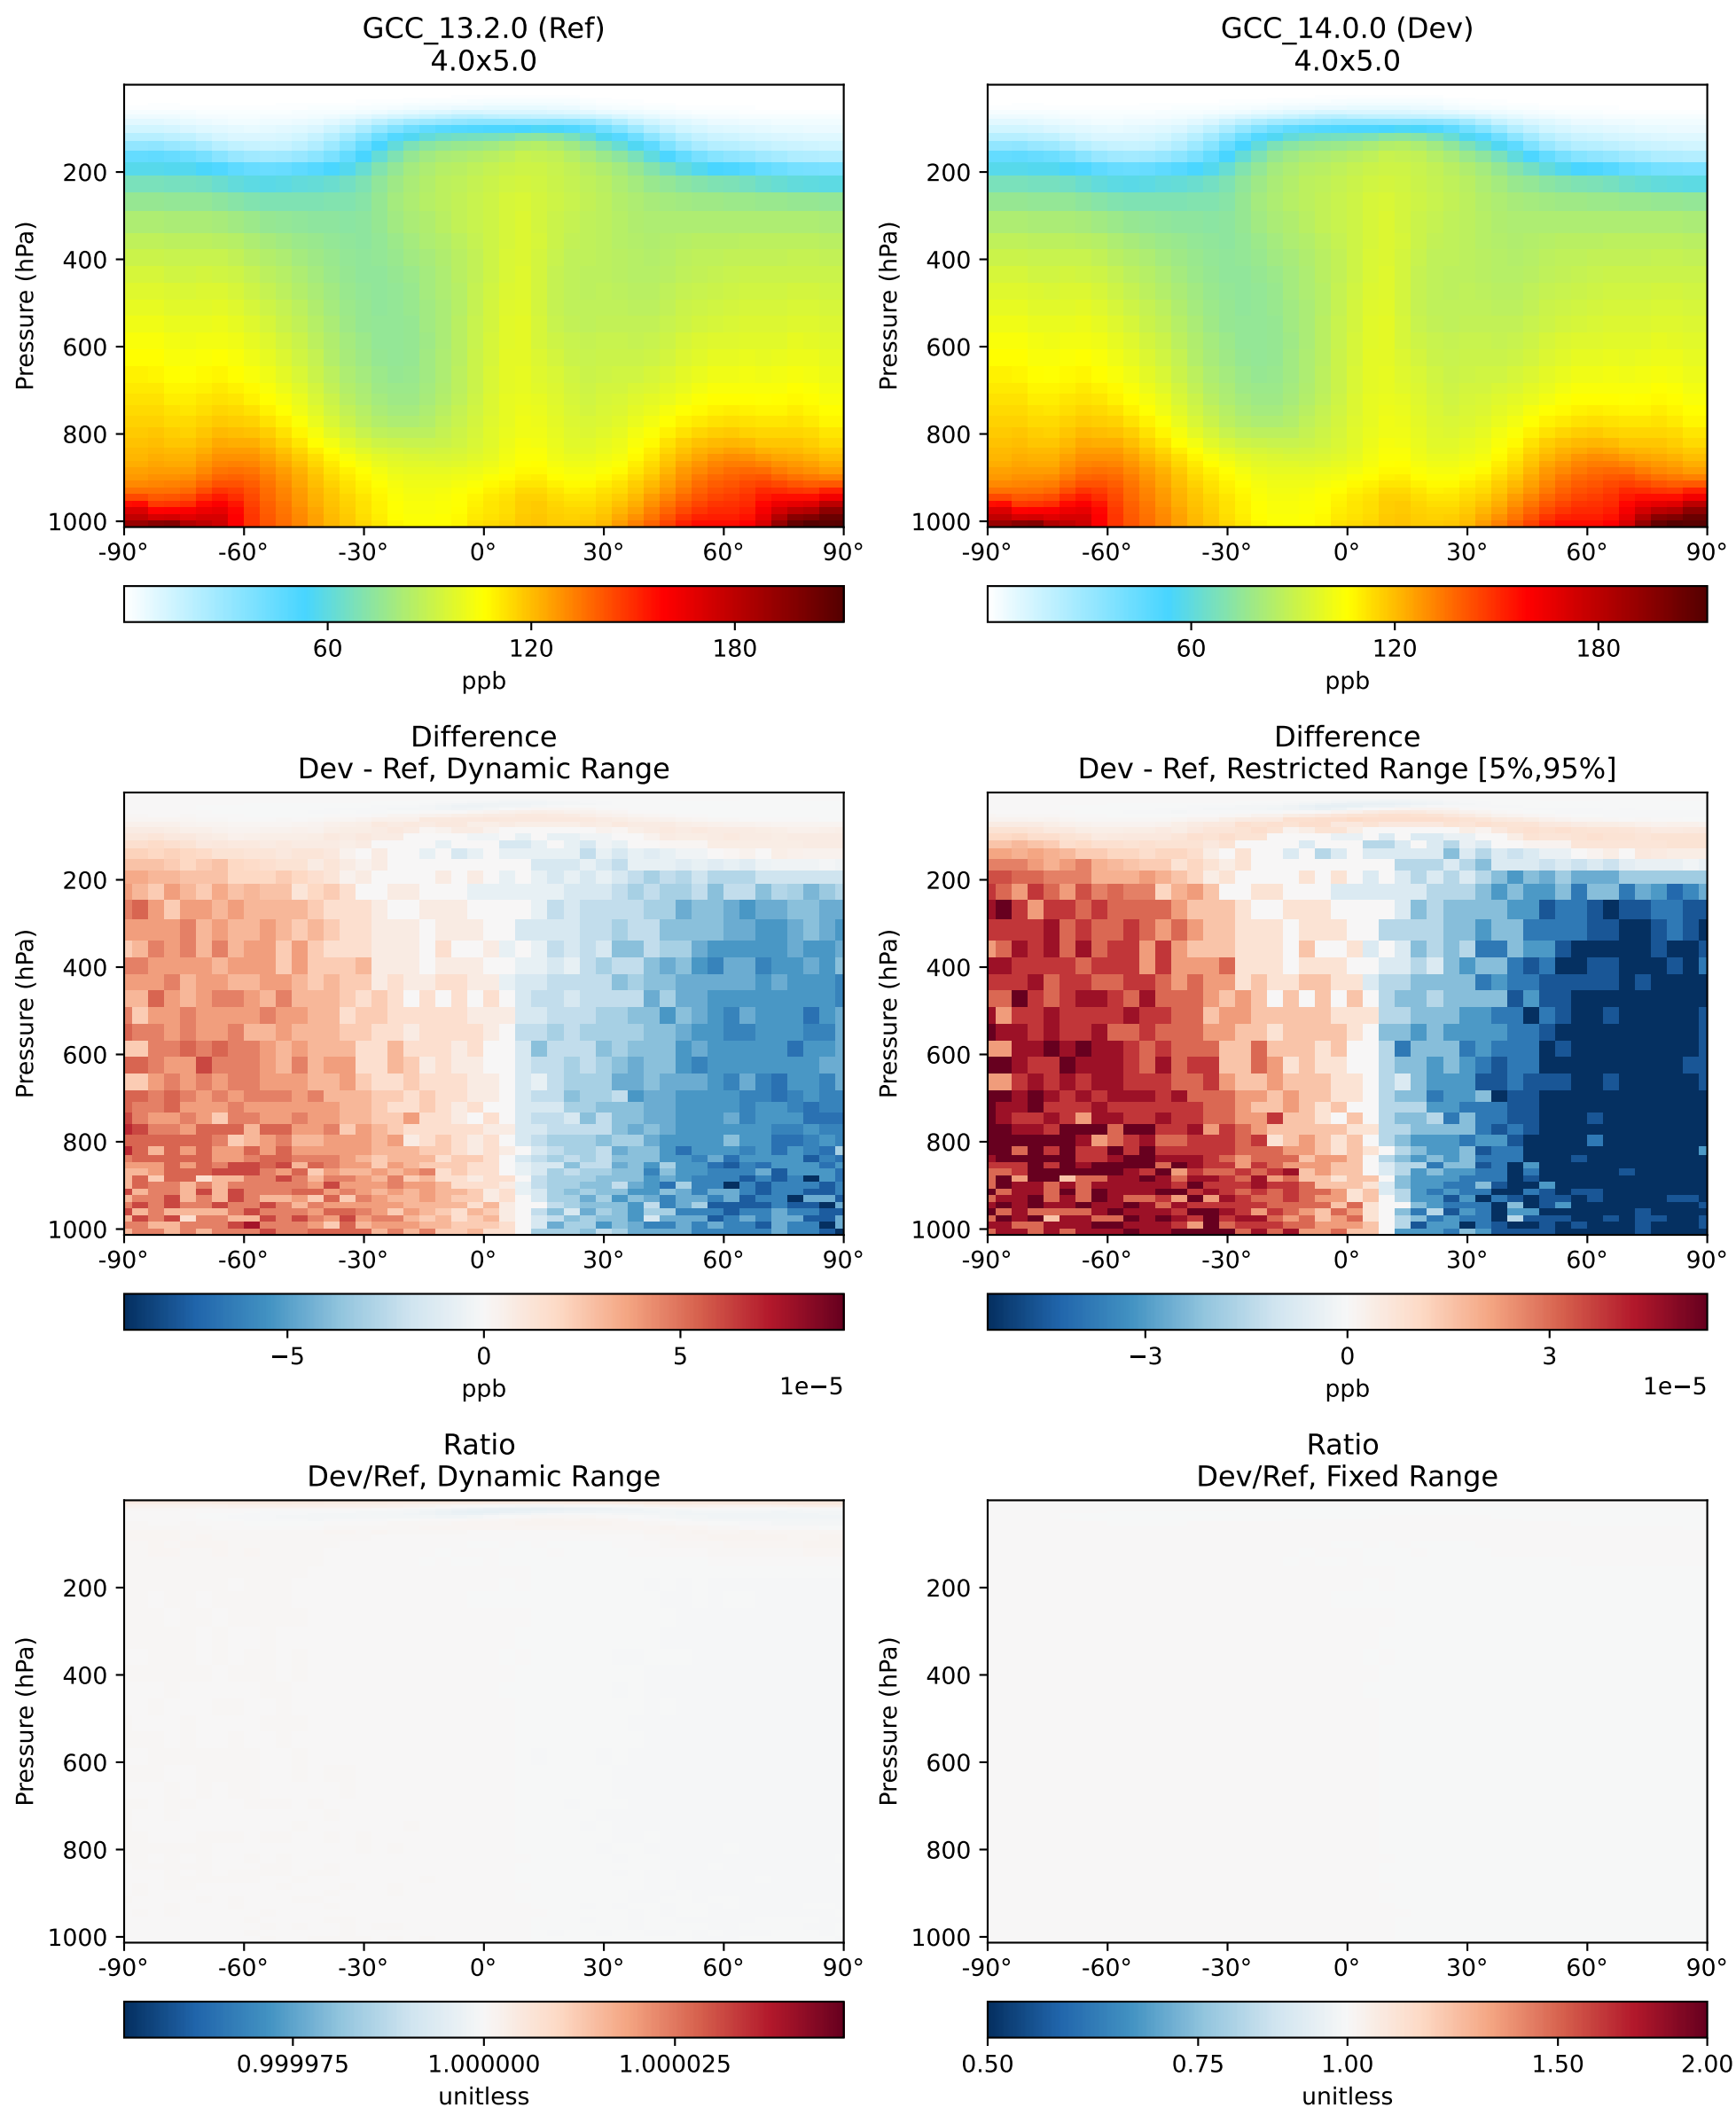 GCC_13.2.0 (Ref)
4.0x5.0
Pressure (hPa)
200
400
600
800
1000
-90° -60° -30° 0° 30° 60° 90°
60 120 180
ppb
GCC_14.0.0 (Dev)
4.0x5.0
Pressure (hPa)
200
400
600
800
1000
-90° -60° -30° 0° 30° 60° 90°
60 120 180
ppb
Difference
Dev - Ref, Dynamic Range
Pressure (hPa)
200
400
600
800
1000
-90° -60° -30° 0° 30° 60° 90°
−5 0 5
ppb 1e−5
Difference
Dev - Ref, Restricted Range [5%,95%]
Pressure (hPa)
200
400
600
800
1000
-90° -60° -30° 0° 30° 60° 90°
−3 0 3
ppb 1e−5
Ratio
Dev/Ref, Dynamic Range
Pressure (hPa)
200
400
600
800
1000
-90° -60° -30° 0° 30° 60° 90°
0.999975 1.000000 1.000025
unitless
Ratio
Dev/Ref, Fixed Range
Pressure (hPa)
200
400
600
800
1000
-90° -60° -30° 0° 30° 60° 90°
0.50 0.75 1.00 1.50 2.00
unitless